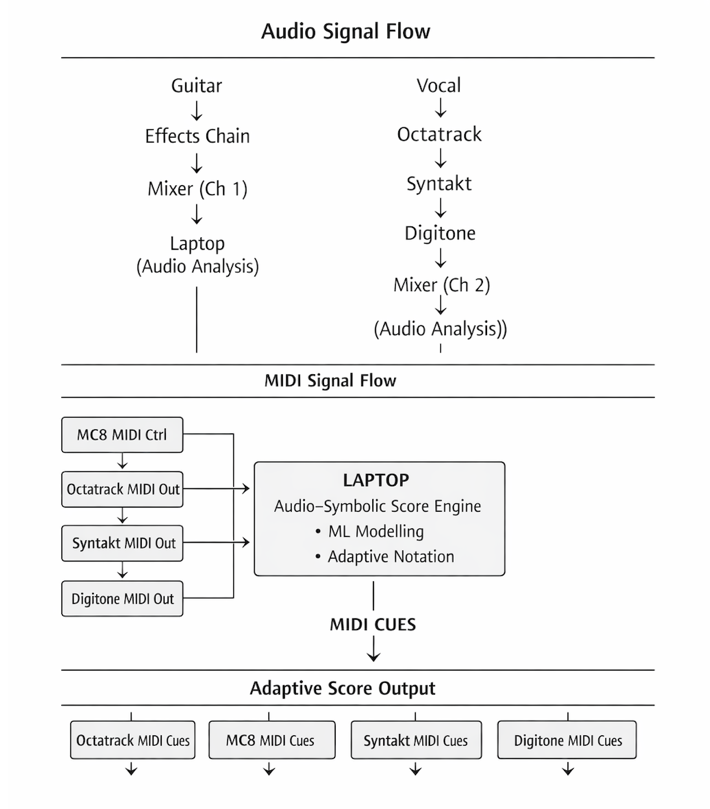 Audio Signal Flow
Guitar
Effects Chain
Mixer (Ch 1)
Laptop
(Audio Analysis)
Vocal
Octatrack
Syntakt
Digitone
Mixer (Ch 2)
(Audio Analysis))
MIDI Signal Flow
MC8 MIDI Ctrl
Octatrack MIDI Out
Syntakt MIDI Out
Digitone MIDI Out
LAPTOP
Audio–Symbolic Score Engine
• ML Modelling
• Adaptive Notation
MIDI CUES
Adaptive Score Output
Octatrack MIDI Cues
MC8 MIDI Cues
Syntakt MIDI Cues
Digitone MIDI Cues